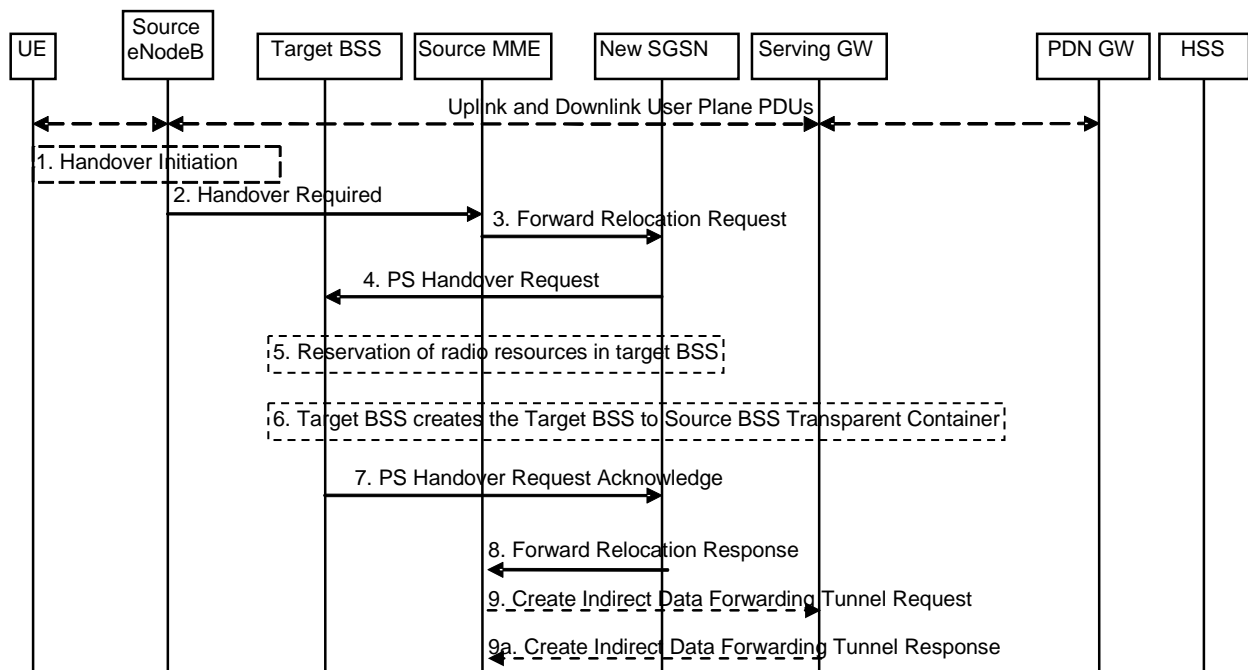 UE
Source
eNodeB
Target BSS
Source MME
New SGSN
Serving GW
PDN GW
HSS
Uplink and Downlink User Plane PDUs
1. Handover Initiation
2. Handover Required
3. Forward Relocation Request
4. PS Handover Request
5. Reservation of radio resources in target BSS
6. Target BSS creates the Target BSS to Source BSS Transparent Container
7. PS Handover Request Acknowledge
8. Forward Relocation Response
9. Create Indirect Data Forwarding Tunnel Request
9a. Create Indirect Data Forwarding Tunnel Response